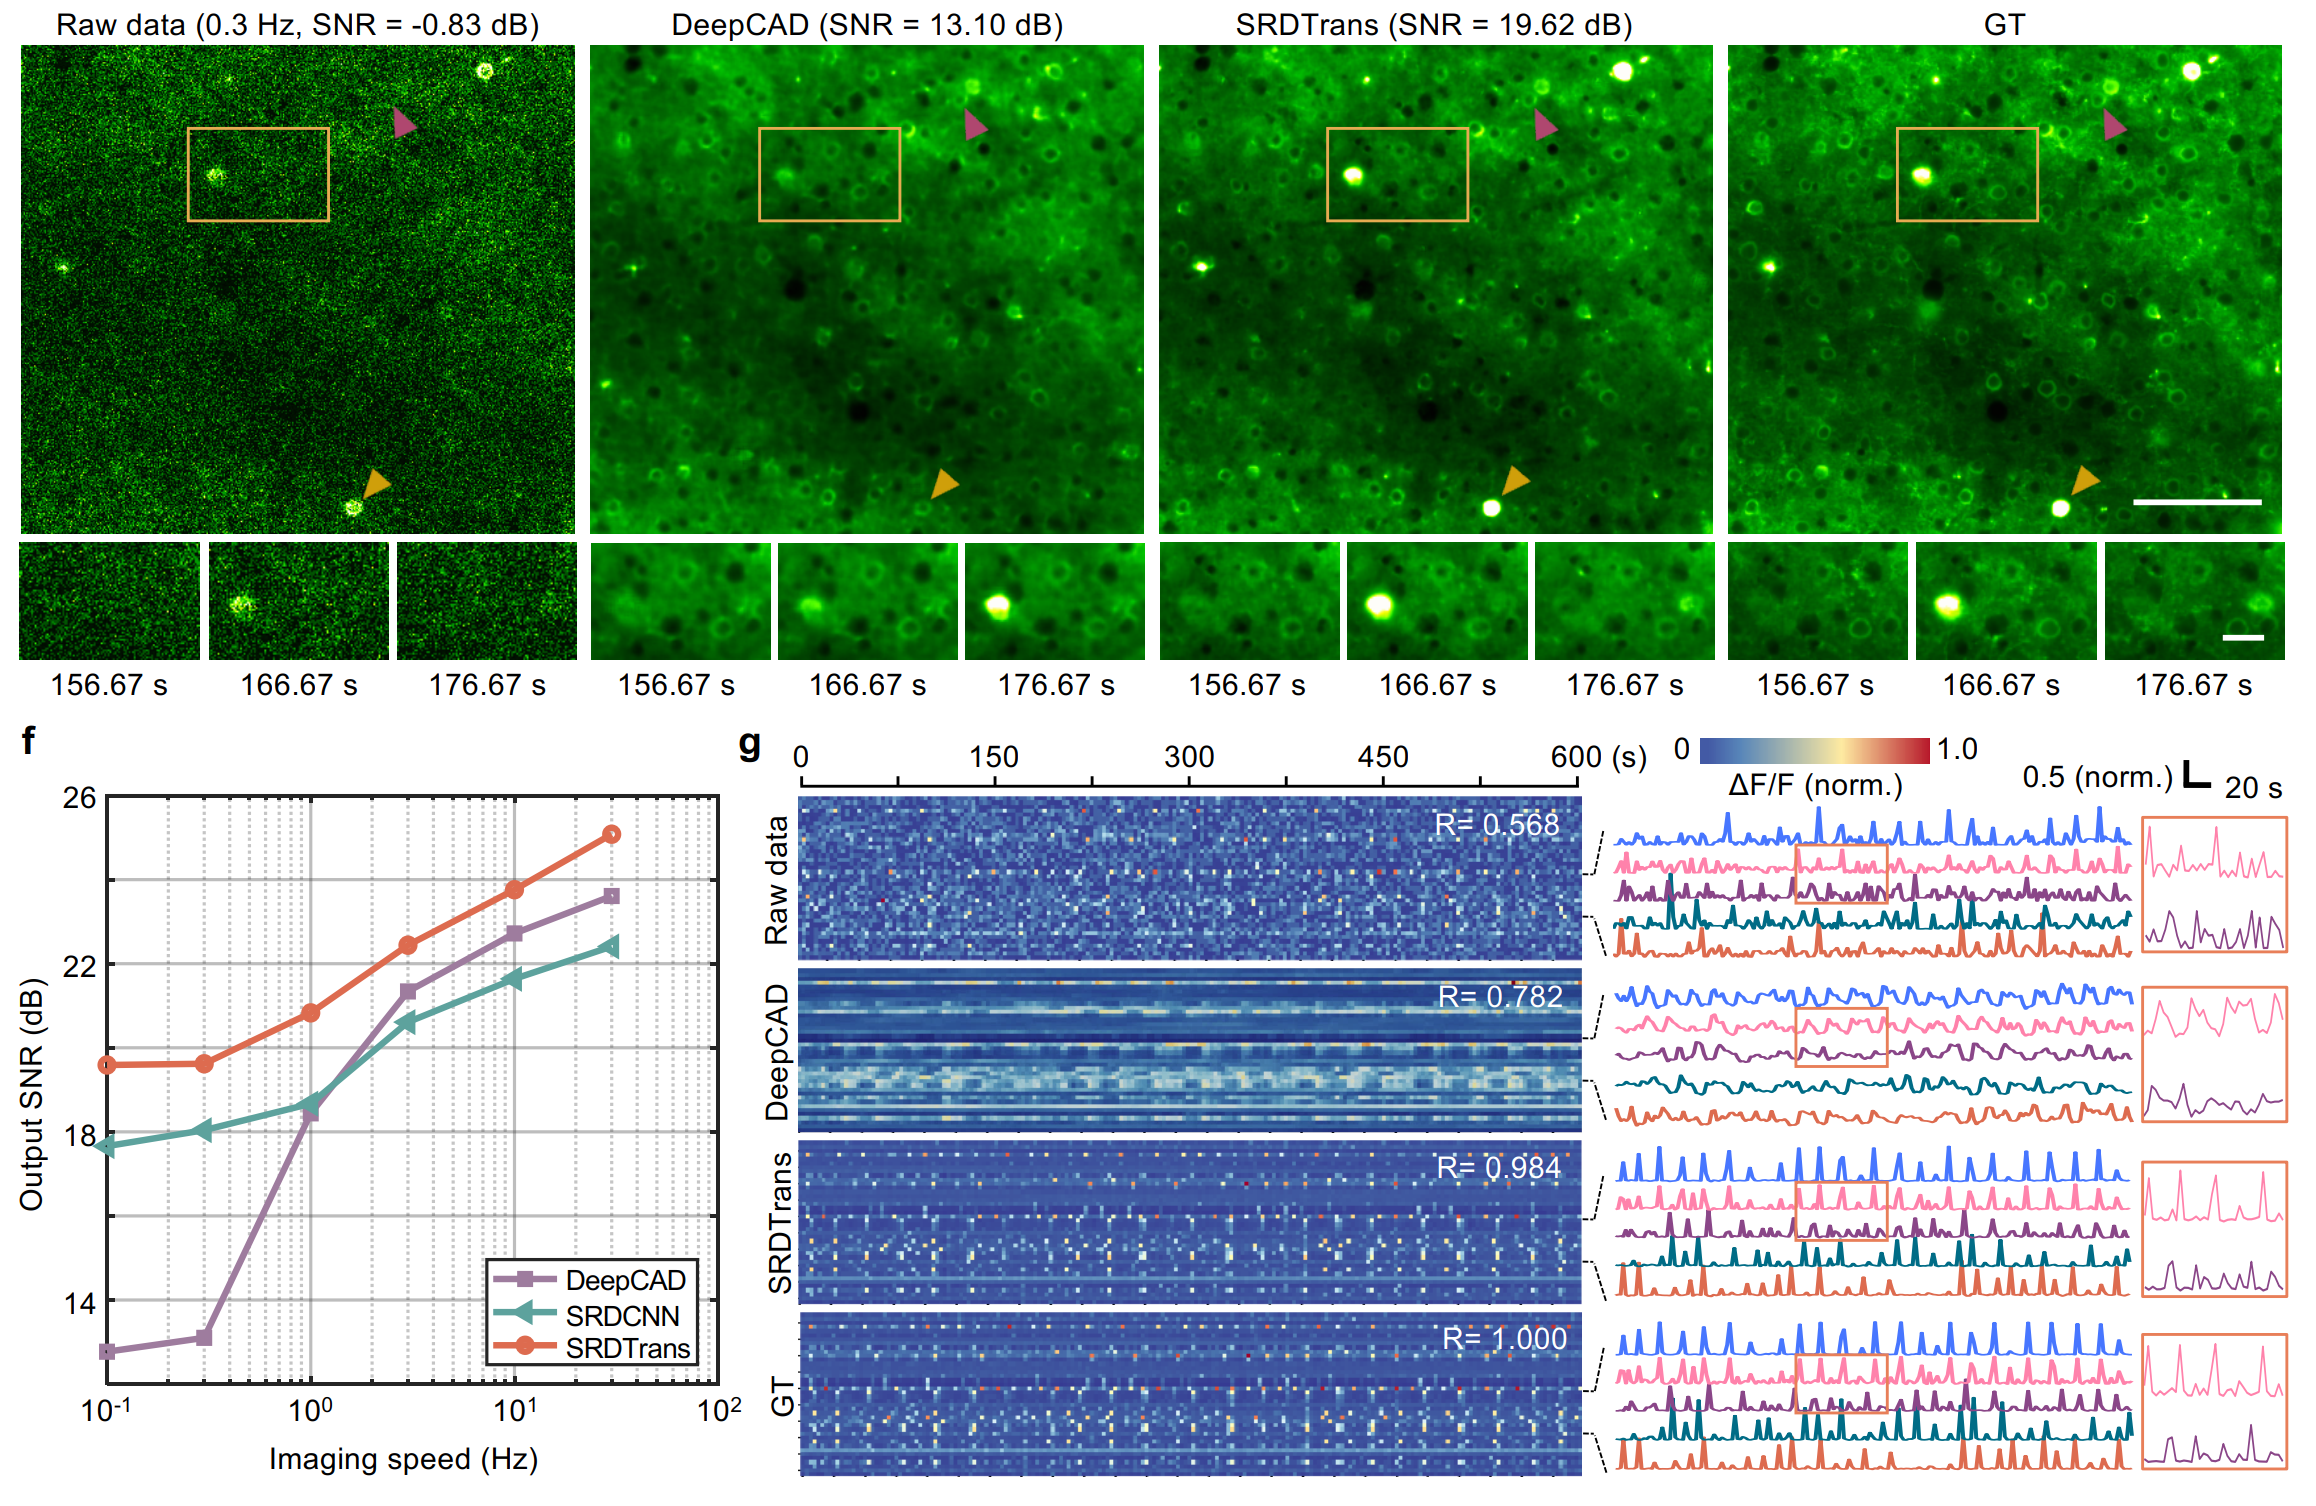 Raw data (0.3 Hz, SNR = -0.83 dB)
DeepCAD (SNR = 13.10 dB)
SRDTrans (SNR = 19.62 dB)
GT
156.67 s
166.67 s
176.67 s
156.67 s
166.67 s
176.67 s
156.67 s
166.67 s
176.67 s
156.67 s
166.67 s
176.67 s
f
26
22
18
14
Output SNR (dB)
10⁻¹
10⁰
10¹
10²
Imaging speed (Hz)
DeepCAD
SRDCNN
SRDTrans
g
0
150
300
450
600 (s)
0
1.0
ΔF/F (norm.)
0.5 (norm.)
20 s
Raw data
R= 0.568
DeepCAD
R= 0.782
SRDTrans
R= 0.984
GT
R= 1.000